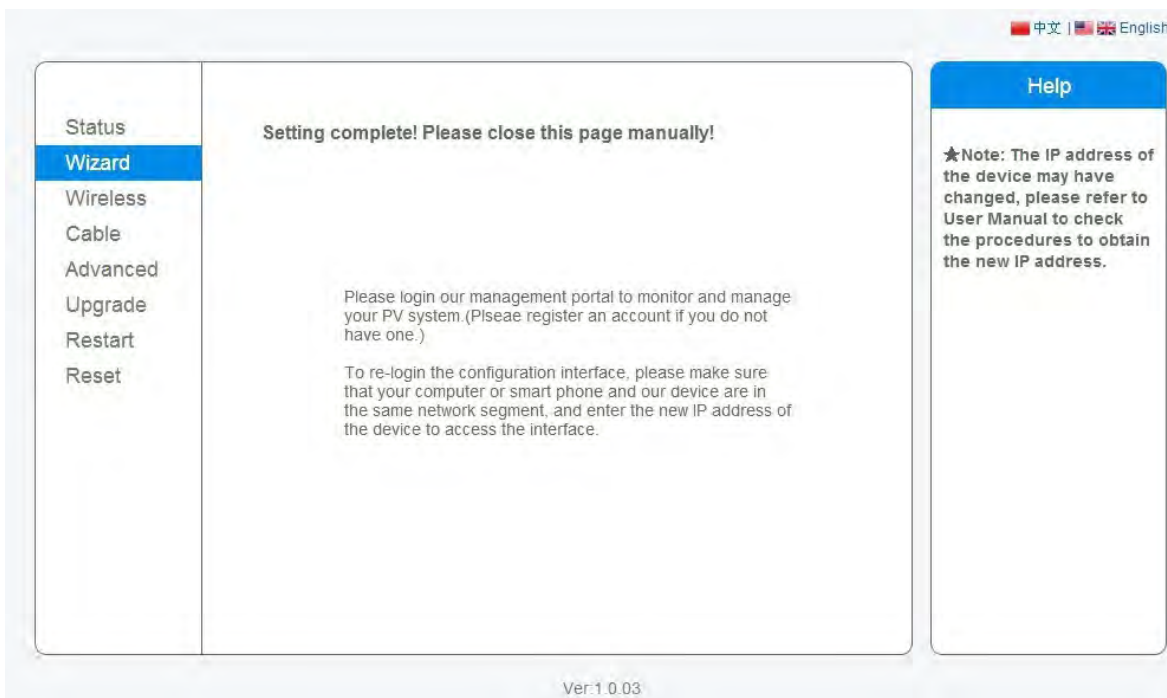 中文 | English
Status
Wizard
Wireless
Cable
Advanced
Upgrade
Restart
Reset
Setting complete! Please close this page manually!
Please login our management portal to monitor and manage
your PV system.(Plseae register an account if you do not
have one.)
To re-login the configuration interface, please make sure
that your computer or smart phone and our device are in
the same network segment, and enter the new IP address of
the device to access the interface.
Help
★Note: The IP address of
the device may have
changed, please refer to
User Manual to check
the procedures to obtain
the new IP address.
Ver:1.0.03